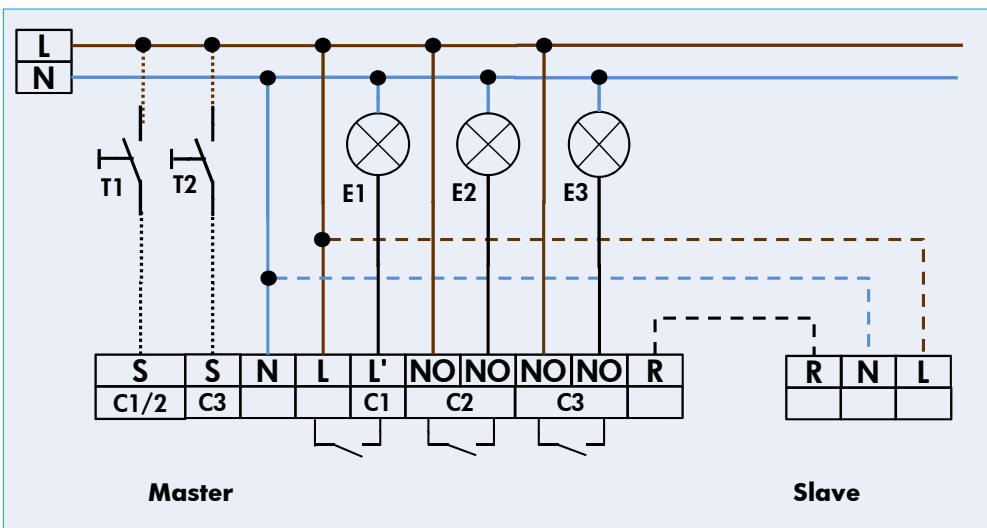 L
N
T1 T2 E1 E2 E3
S S N L L' NO NO NO NO R R N L
C1/2 C3 C1 C2 C3
Master Slave